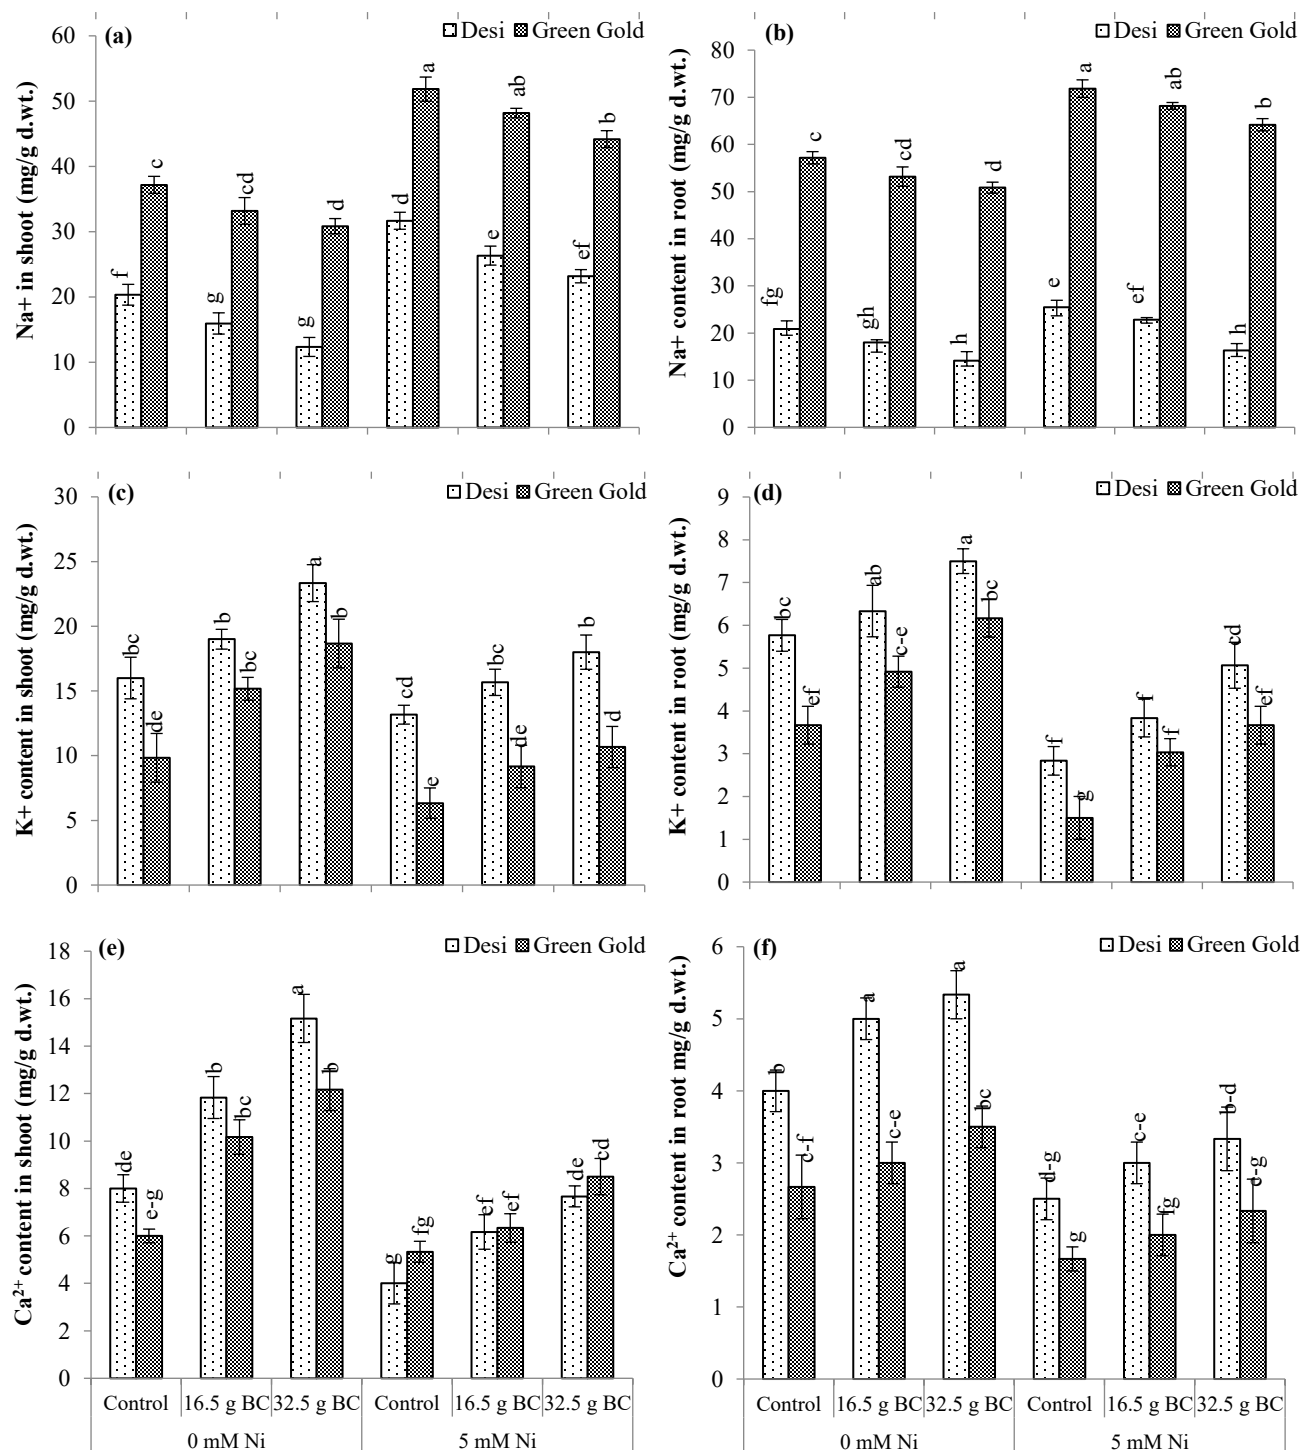 (a)
Desi Green Gold
Na+ in shoot (mg/g d.wt.)
60
50
40
30
20
10
0
f c g cd g d d a e ab ef b
(b)
Desi Green Gold
Na+ content in root (mg/g d.wt.)
80
70
60
50
40
30
20
10
0
fg c gh cd h d e a ef ab h b
(c)
Desi Green Gold
K+ content in shoot (mg/g d.wt.)
30
25
20
15
10
5
0
bc de b bc a b cd e bc de b d
(d)
Desi Green Gold
K+ content in root (mg/g d.wt.)
9
8
7
6
5
4
3
2
1
0
bc ef ab c-e a bc f g f f cd ef
(e)
Desi Green Gold
Ca²⁺ content in shoot (mg/g d.wt.)
18
16
14
12
10
8
6
4
2
0
de e-g b bc a b g fg ef ef de cd
Control 16.5 g BC 32.5 g BC Control 16.5 g BC 32.5 g BC
0 mM Ni 5 mM Ni
(f)
Desi Green Gold
Ca²⁺ content in root mg/g d.wt.)
6
5
4
3
2
1
0
b c-f a c-e a bc d-g g c-e fg b-d e-g
Control 16.5 g BC 32.5 g BC Control 16.5 g BC 32.5 g BC
0 mM Ni 5 mM Ni